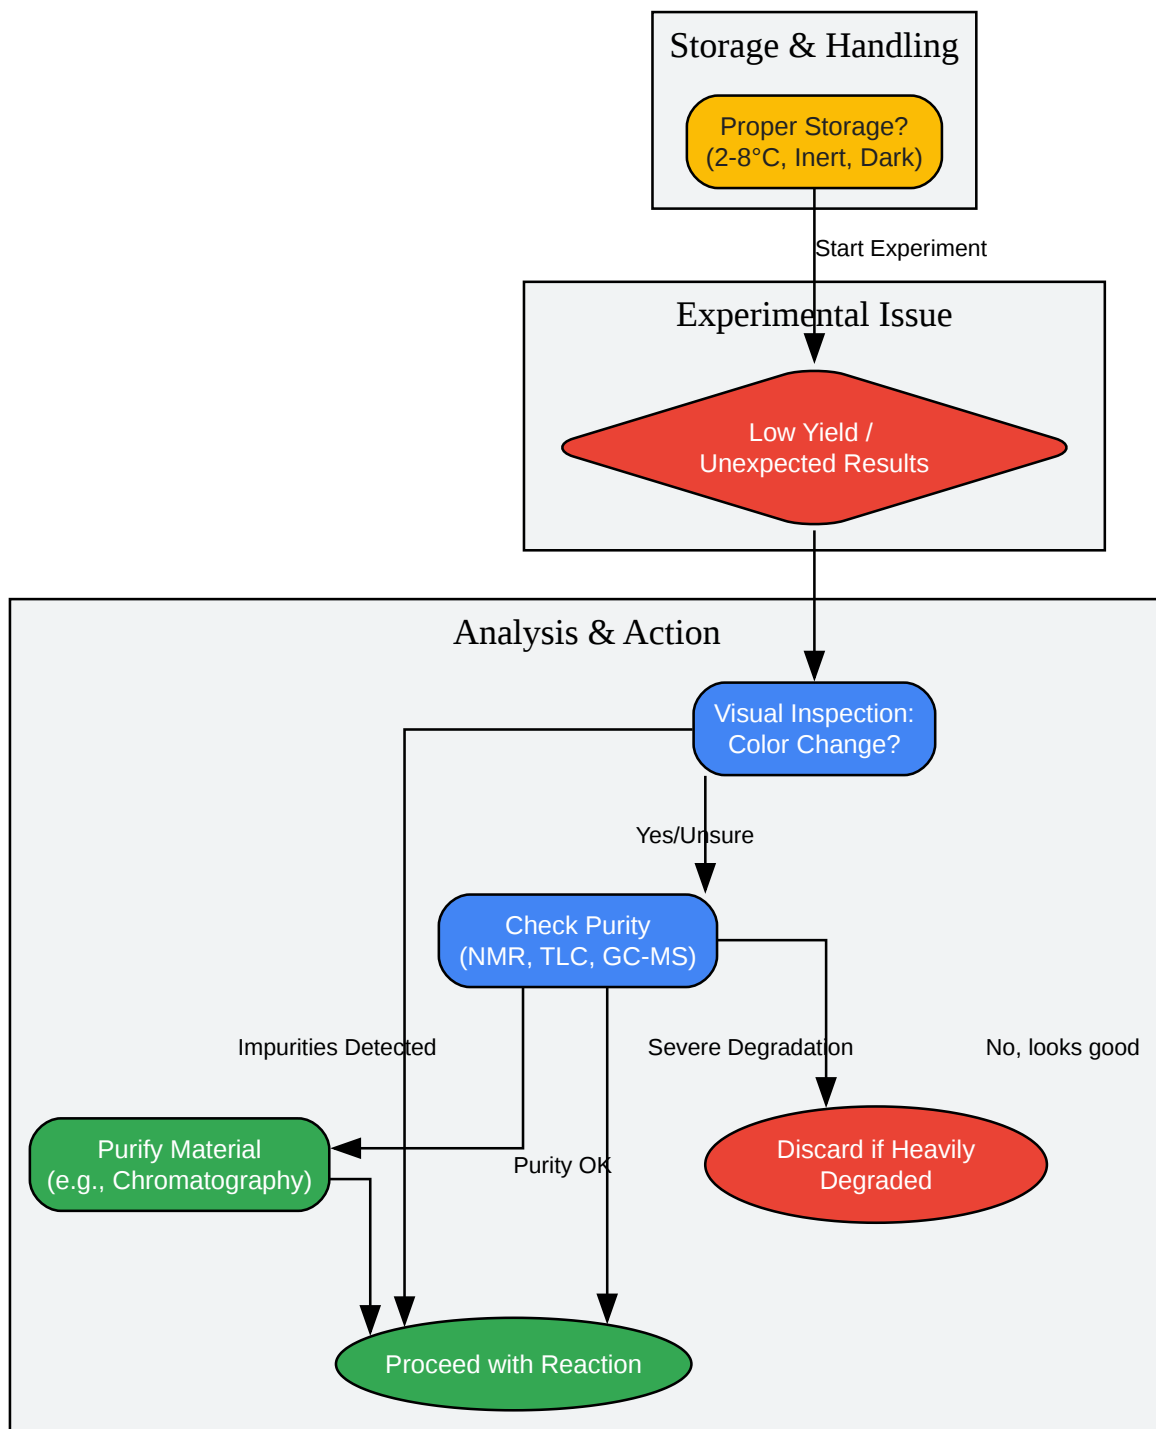 Storage & Handling
Proper Storage?
(2-8°C, Inert, Dark)
Start Experiment
Experimental Issue
Low Yield /
Unexpected Results
Analysis & Action
Visual Inspection:
Color Change?
Yes/Unsure
Check Purity
(NMR, TLC, GC-MS)
Impurities Detected
Severe Degradation
No, looks good
Purify Material
(e.g., Chromatography)
Purity OK
Discard if Heavily
Degraded
Proceed with Reaction